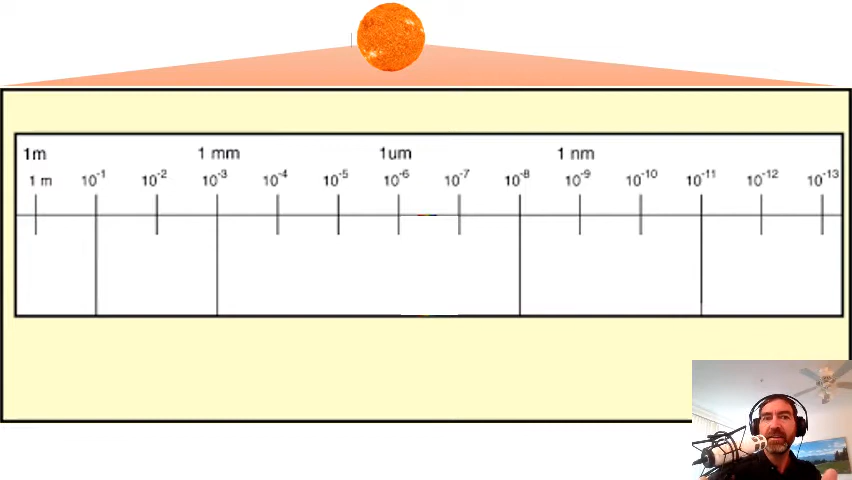 1m 1 mm 1um 1 nm
1 m 10⁻¹ 10⁻² 10⁻³ 10⁻⁴ 10⁻⁵ 10⁻⁶ 10⁻⁷ 10⁻⁸ 10⁻⁹ 10⁻¹⁰ 10⁻¹¹ 10⁻¹² 10⁻¹³